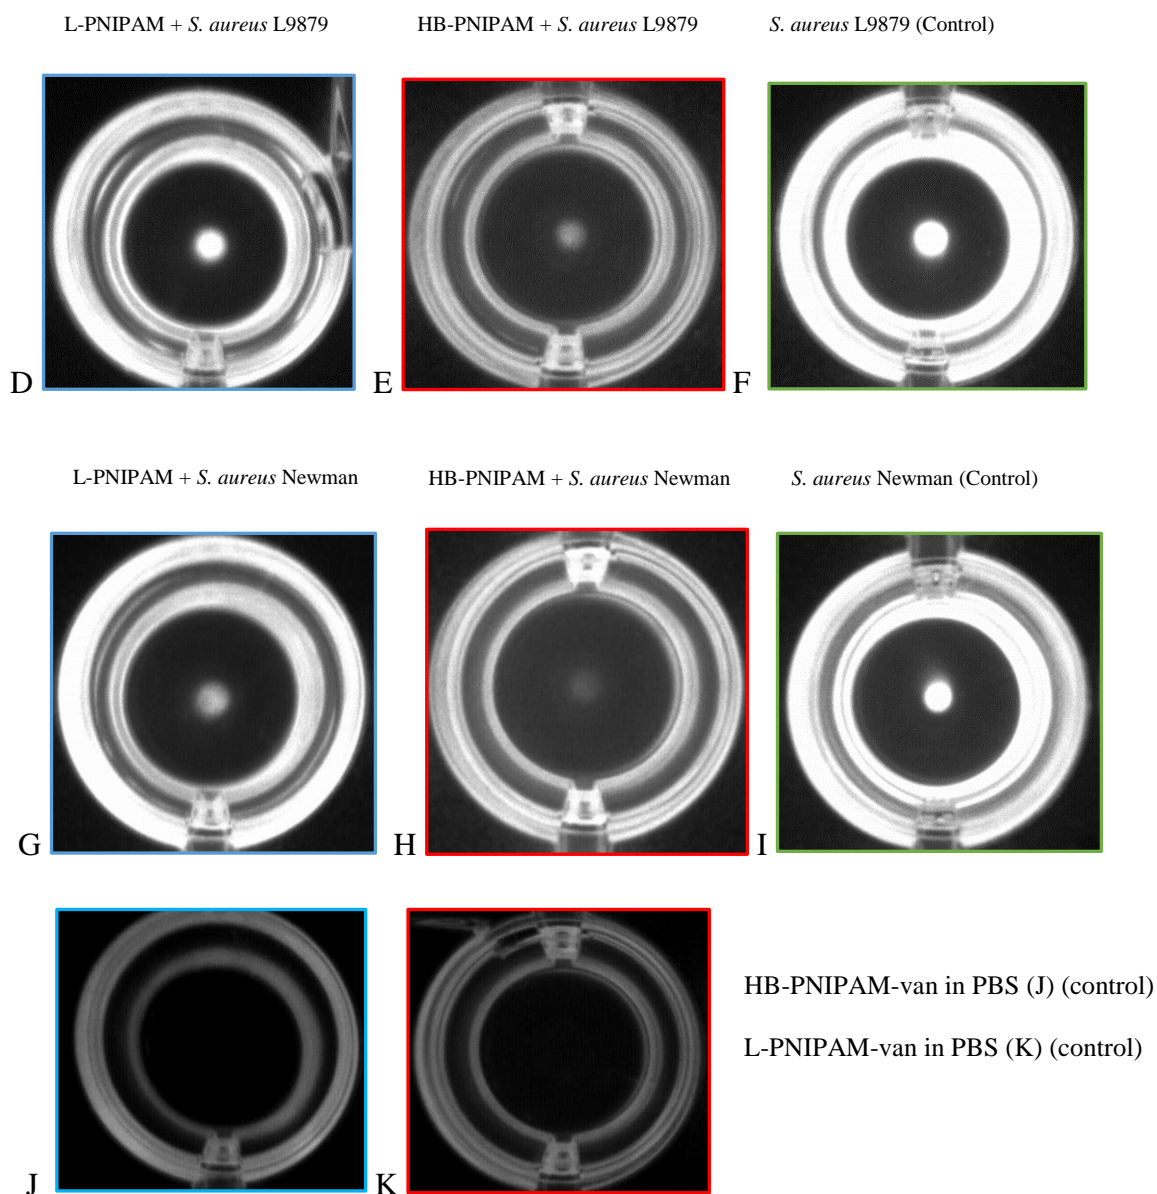 L-PNIPAM + S. aureus L9879
HB-PNIPAM + S. aureus L9879
S. aureus L9879 (Control)
D
E
F
L-PNIPAM + S. aureus Newman
HB-PNIPAM + S. aureus Newman
S. aureus Newman (Control)
G
H
I
HB-PNIPAM-van in PBS (J) (control)
L-PNIPAM-van in PBS (K) (control)
J
K